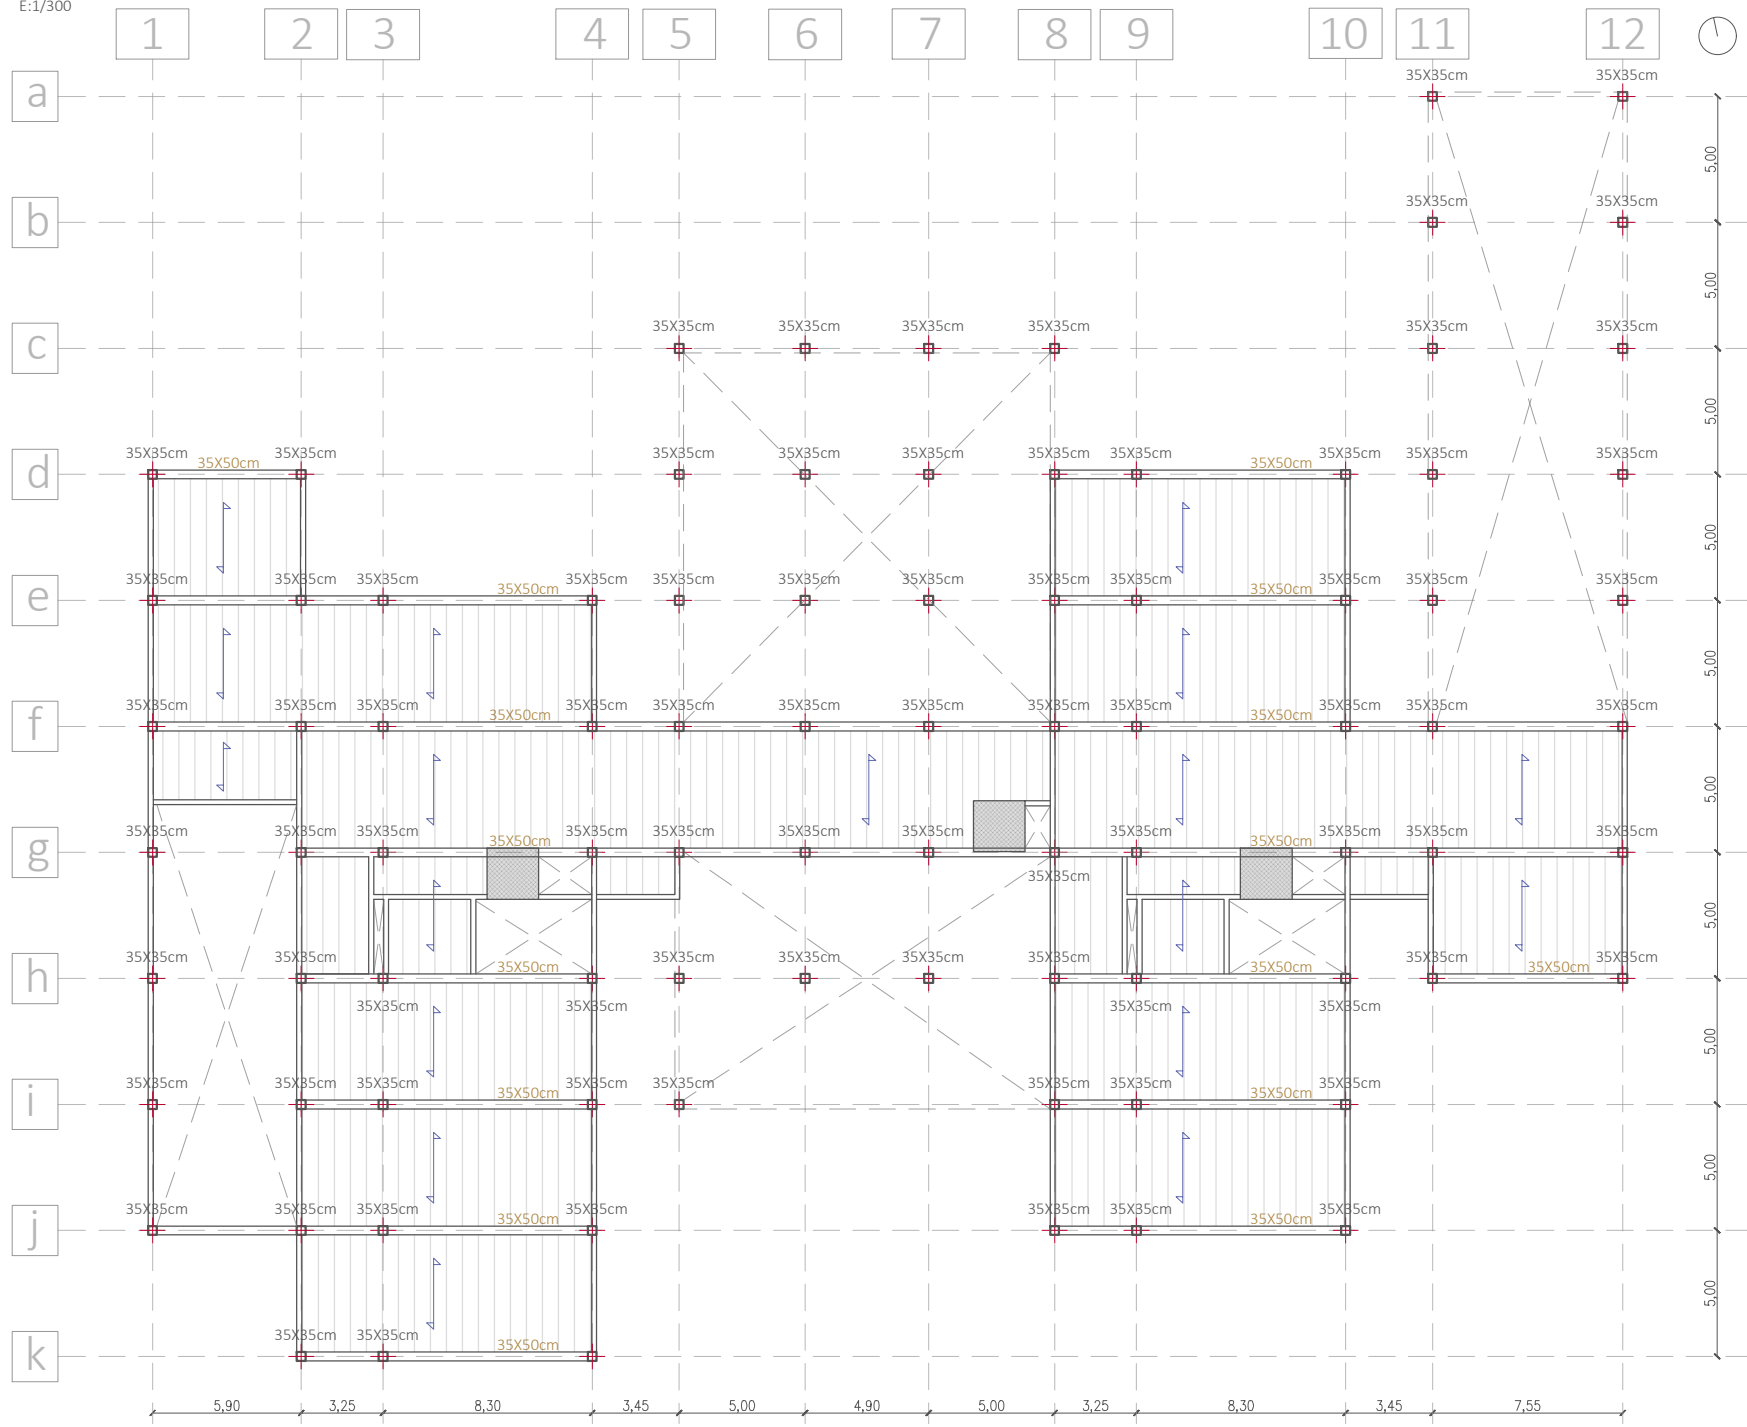 E:1/300
1 2 3 4 5 6 7 8 9 10 11 12
35X35cm 35X35cm
a
5,00
35X35cm 35X35cm
b
5,00
35X35cm 35X35cm 35X35cm 35X35cm 35X35cm 35X35cm
c
5,00
35X35cm 35X50cm 35X35cm 35X35cm 35X35cm 35X35cm 35X35cm 35X35cm 35X50cm 35X35cm 35X35cm 35X35cm
d
5,00
35X35cm 35X35cm 35X35cm 35X50cm 35X35cm 35X35cm 35X35cm 35X35cm 35X35cm 35X35cm 35X50cm 35X35cm 35X35cm 35X35cm
e
5,00
35X35cm 35X35cm 35X35cm 35X50cm 35X35cm 35X35cm 35X35cm 35X35cm 35X35cm 35X35cm 35X50cm 35X35cm 35X35cm 35X35cm
f
5,00
35X35cm 35X35cm 35X35cm 35X50cm 35X35cm 35X35cm 35X35cm 35X35cm 35X35cm 35X50cm 35X35cm 35X35cm 35X35cm
g
35X35cm
5,00
35X35cm 35X50cm 35X35cm 35X35cm 35X35cm 35X35cm 35X50cm 35X35cm 35X50cm 35X35cm
h
35X35cm 35X35cm 35X35cm 35X35cm
5,00
35X35cm 35X35cm 35X35cm 35X50cm 35X35cm 35X35cm 35X35cm 35X35cm 35X50cm 35X35cm
i
5,00
35X35cm 35X35cm 35X35cm 35X50cm 35X35cm 35X35cm 35X35cm 35X50cm 35X35cm
j
5,00
35X35cm 35X35cm 35X50cm
k
5,90 3,25 8,30 3,45 5,00 4,90 5,00 3,25 8,30 3,45 7,55